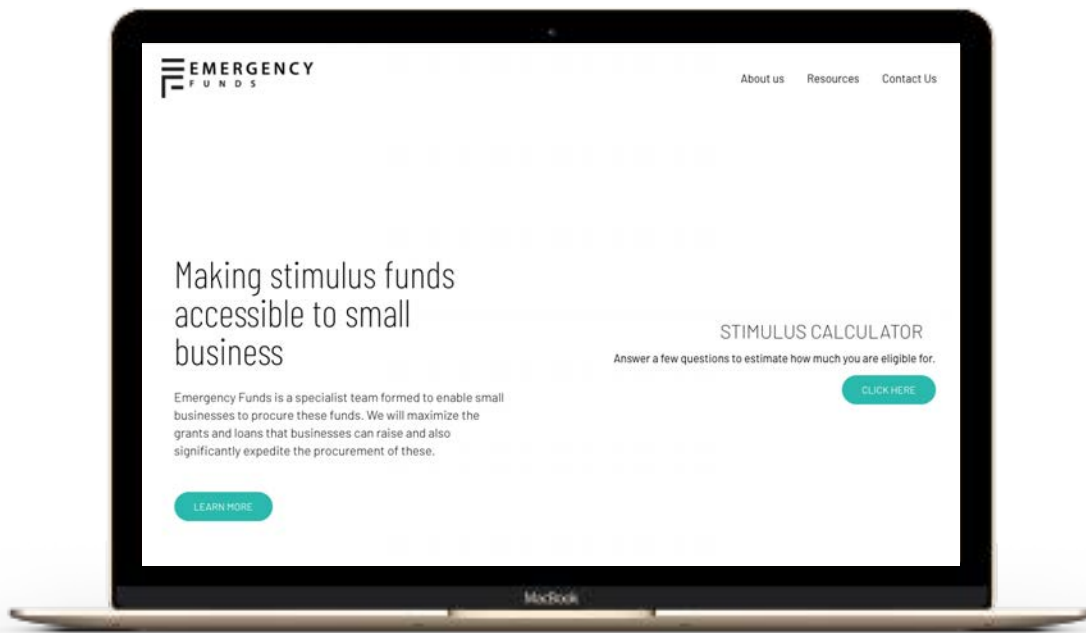 EMERGENCY
FUNDS
About us Resources Contact Us
Making stimulus funds
accessible to small
business
Emergency Funds is a specialist team formed to enable small
businesses to procure these funds. We will maximize the
grants and loans that businesses can raise and also
significantly expedite the procurement of these.
LEARN MORE
STIMULUS CALCULATOR
Answer a few questions to estimate how much you are eligible for.
CLICK HERE
MacBook